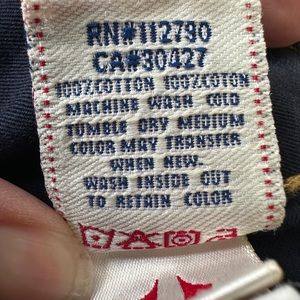 RN#112790
CA#30427
100%COTTON 100%COTON
MACHINE WASH COLD
TUMBLE DRY MEDIUM
COLOR MAY TRANSFER
WHEN NEW-
WASH INSIDE OUT
TO RETAIN COLOR